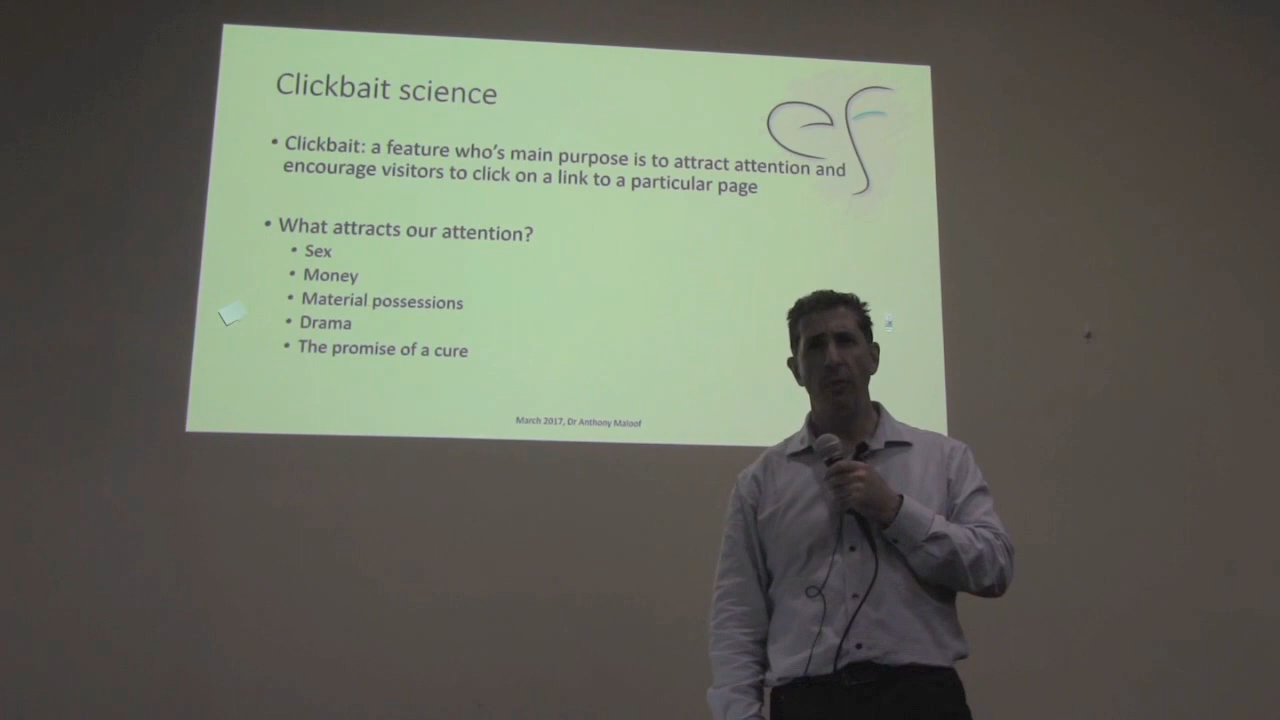 Clickbait science
ef
• Clickbait: a feature who's main purpose is to attract attention and
encourage visitors to click on a link to a particular page
• What attracts our attention?
• Sex
• Money
• Material possessions
• Drama
• The promise of a cure
March 2017, Dr Anthony Maloof